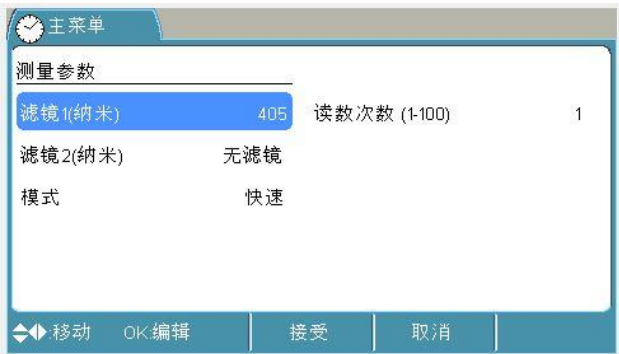 主菜单
测量参数
滤镜1(纳米) 405 读数次数 (1-100) 1
滤镜2(纳米) 无滤镜
模式 快速
:移动 OK:编辑 接受 取消